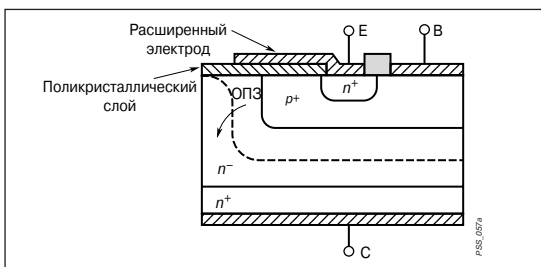 Расширенный
электрод
E
B
Поликристаллический
слой
ОПЗ
p+
n+
n−
n+
C
PSS_057a